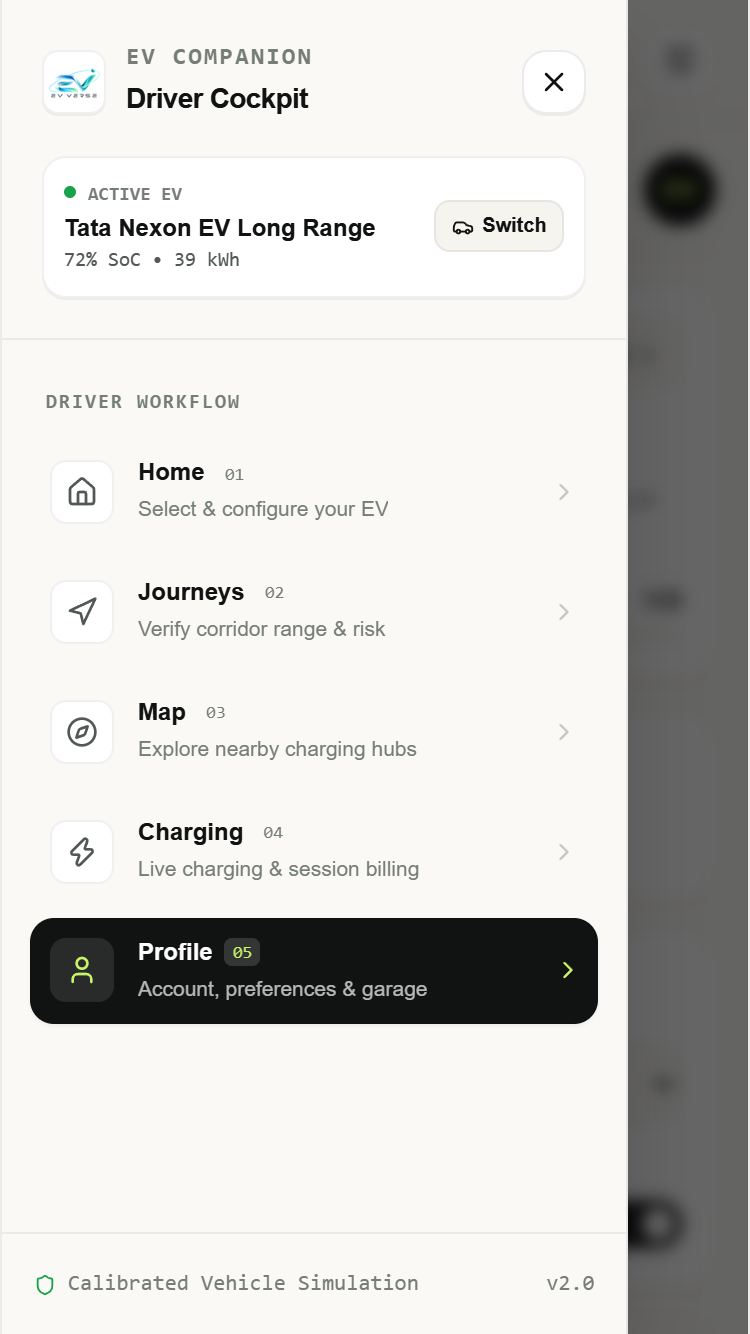 EV COMPANION
EV VERSE
Driver Cockpit
ACTIVE EV
Tata Nexon EV Long Range
72% SoC • 39 kWh
Switch
DRIVER WORKFLOW
Home 01
Select & configure your EV
Journeys 02
Verify corridor range & risk
Map 03
Explore nearby charging hubs
Charging 04
Live charging & session billing
Profile 05
Account, preferences & garage
Calibrated Vehicle Simulation v2.0